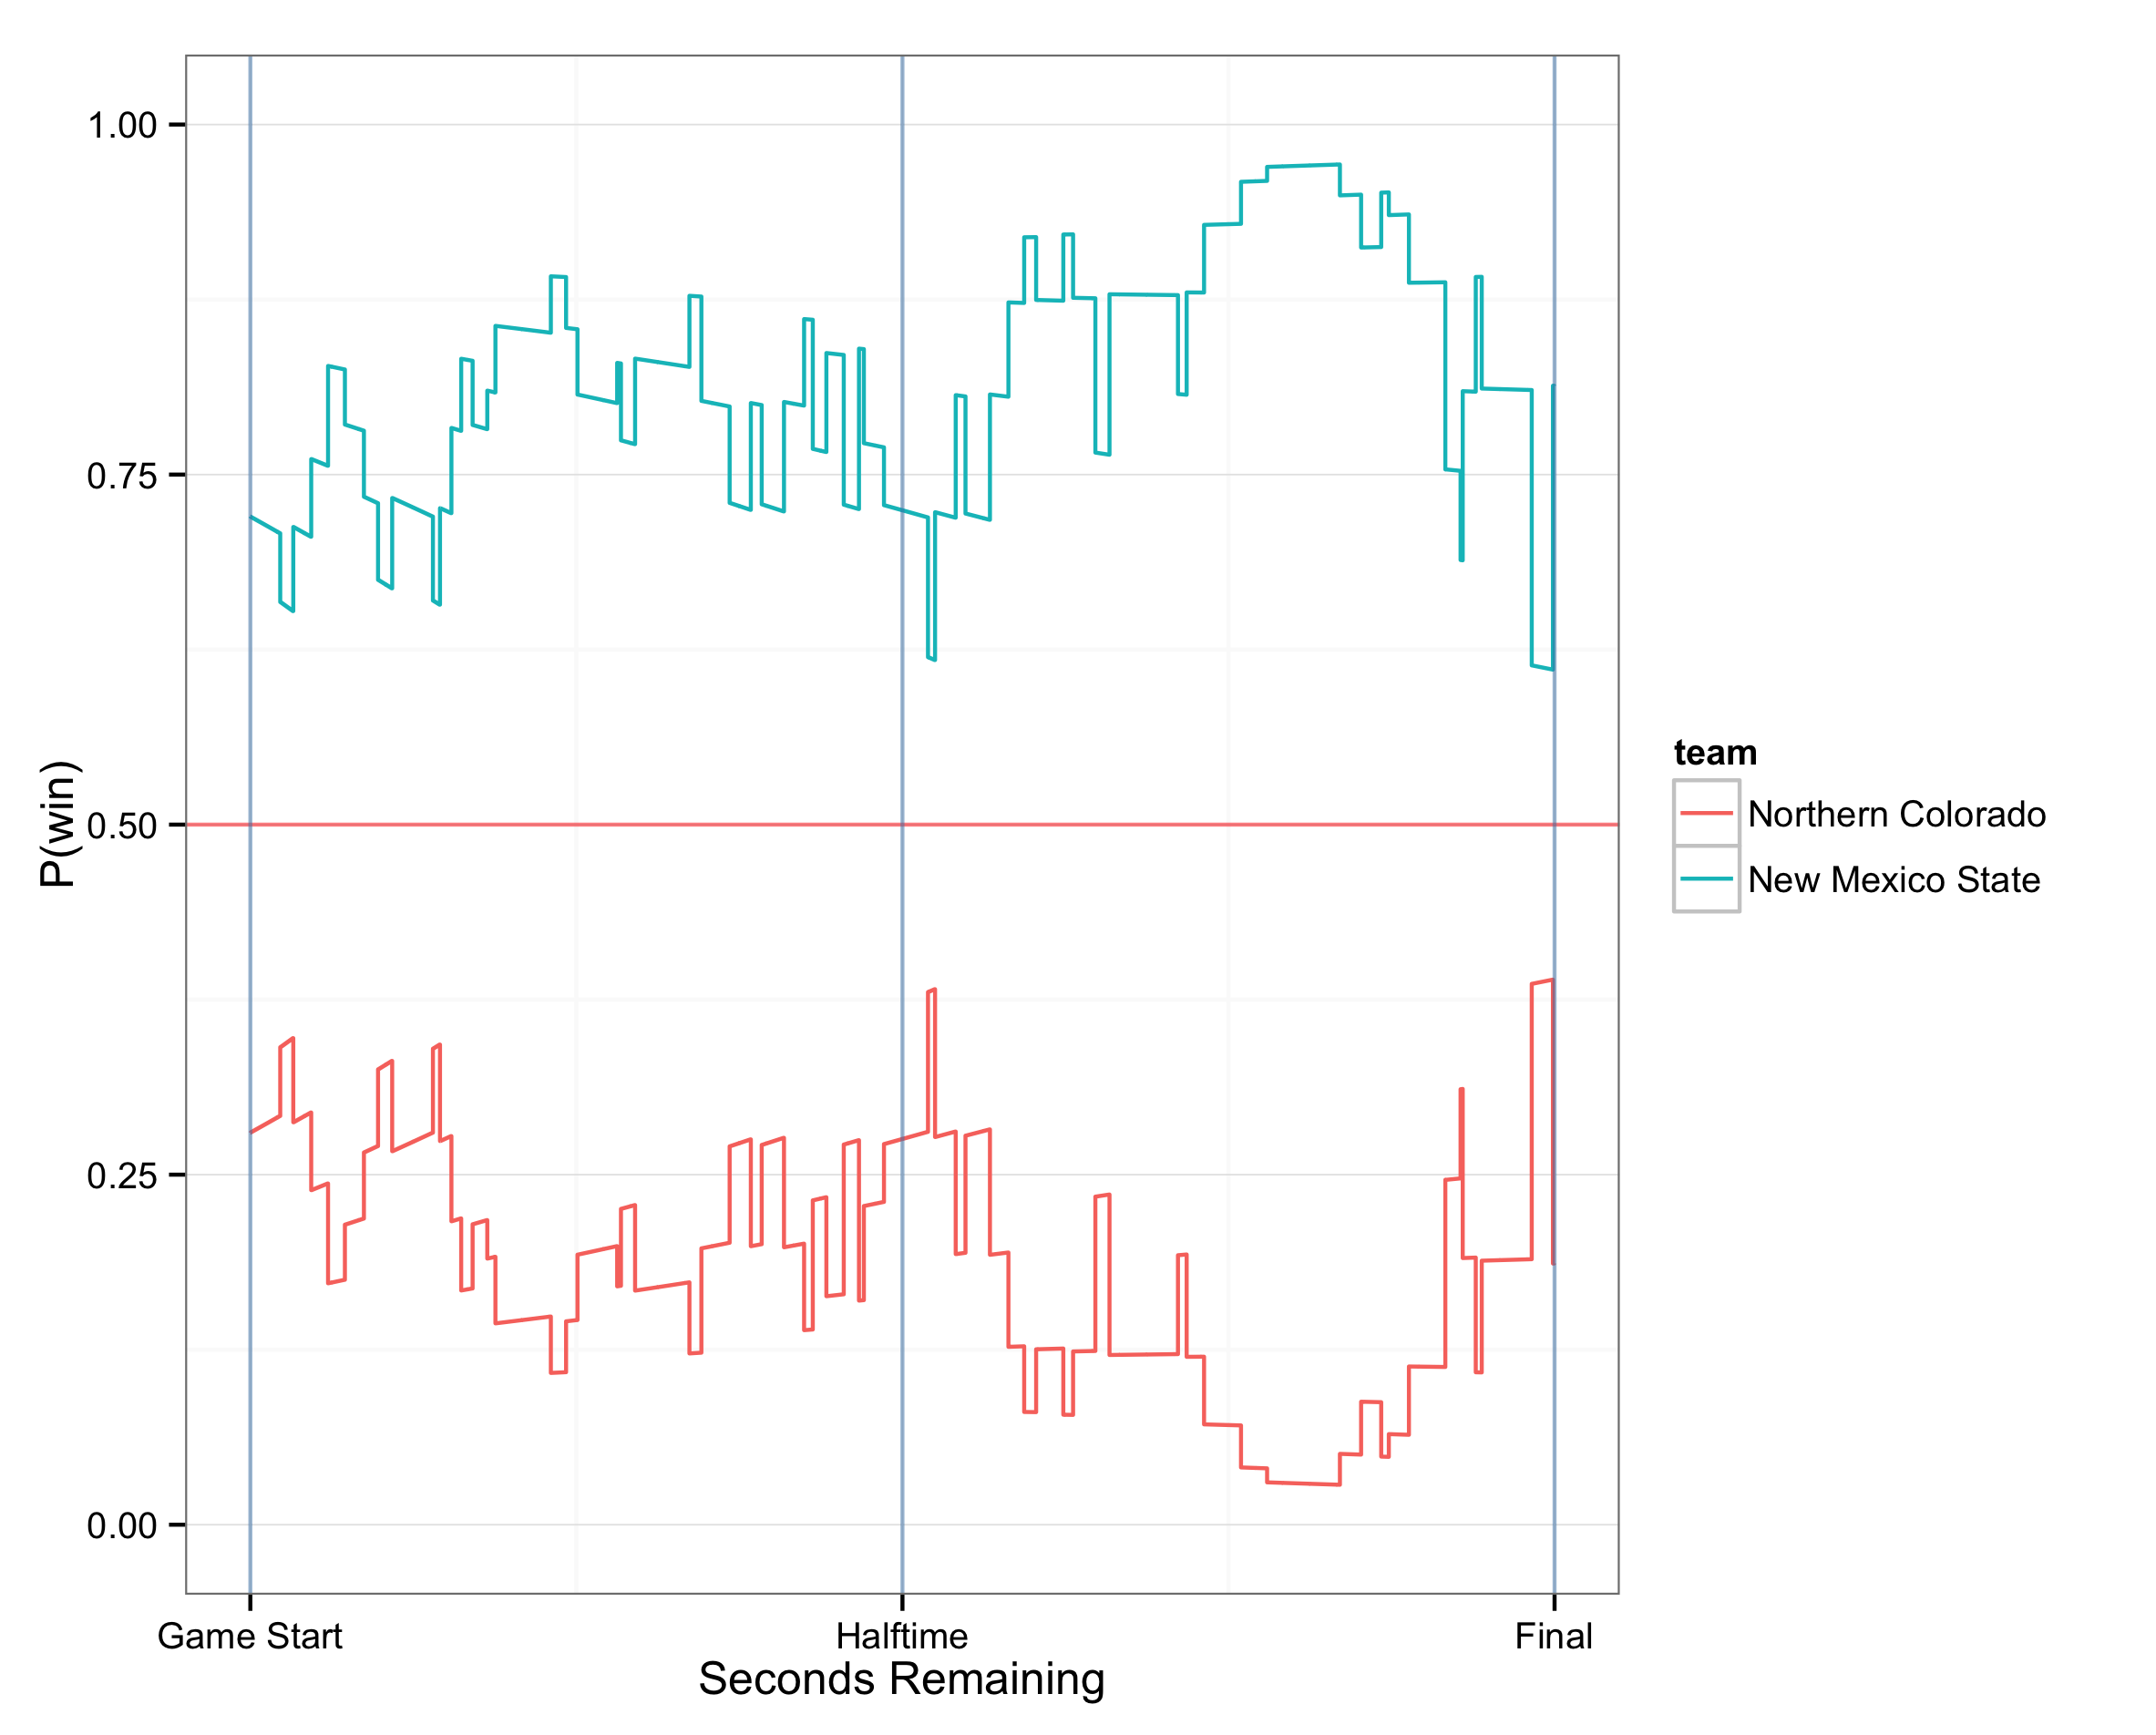 P(win)
1.00
0.75
0.50
0.25
0.00
Game Start
Halftime
Final
Seconds Remaining
team
Northern Colorado
New Mexico State